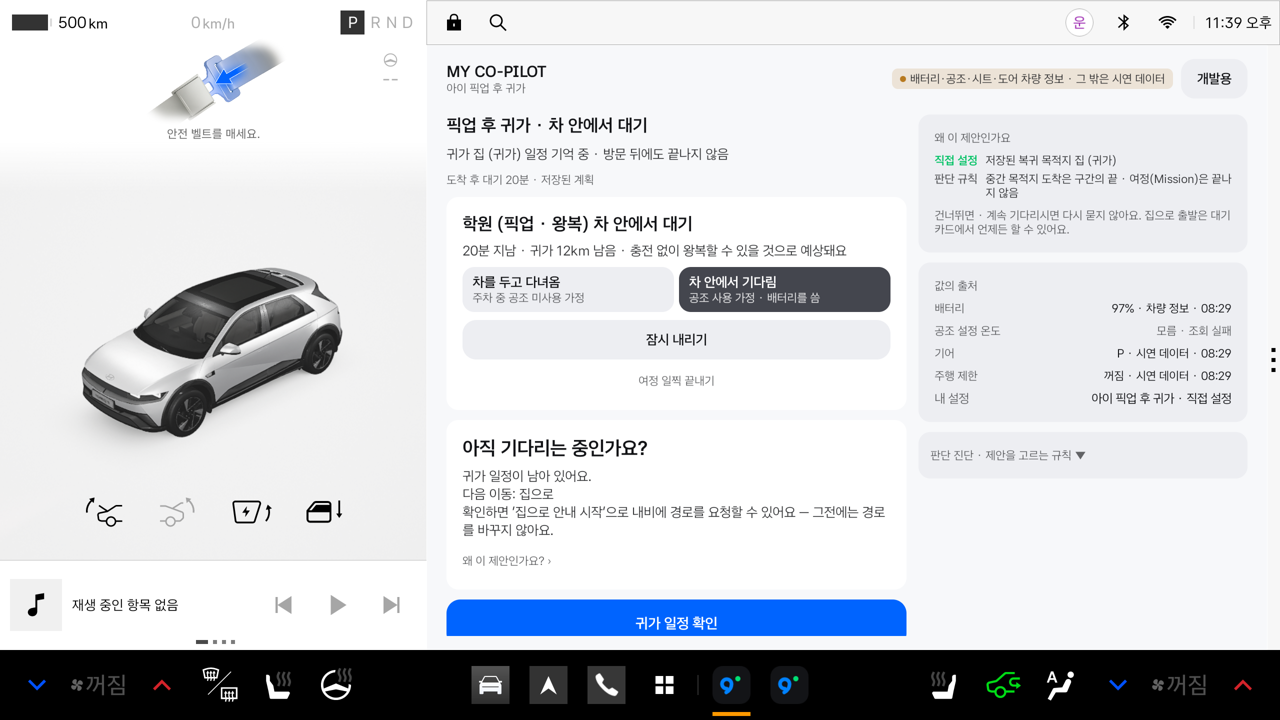 500 km
0 km/h
P R N D
안전 벨트를 매세요.
재생 중인 항목 없음
운
11:39 오후
MY CO-PILOT
아이 픽업 후 귀가
배터리·공조·시트·도어 차량 정보 · 그 밖은 시연 데이터
개발용
픽업 후 귀가 · 차 안에서 대기
귀가 집 (귀가) 일정 기억 중 · 방문 뒤에도 끝나지 않음
도착 후 대기 20분 · 저장된 계획
학원 (픽업 · 왕복) 차 안에서 대기
20분 지남 · 귀가 12km 남음 · 충전 없이 왕복할 수 있을 것으로 예상돼요
차를 두고 다녀옴
주차 중 공조 미사용 가정
차 안에서 기다림
공조 사용 가정 · 배터리를 씀
잠시 내리기
여정 일찍 끝내기
아직 기다리는 중인가요?
귀가 일정이 남아 있어요.
다음 이동: 집으로
확인하면 ‘집으로 안내 시작’으로 내비에 경로를 요청할 수 있어요 — 그전에는 경로
를 바꾸지 않아요.
왜 이 제안인가요? ›
귀가 일정 확인
왜 이 제안인가요
직접 설정 저장된 복귀 목적지 집 (귀가)
판단 규칙 중간 목적지 도착은 구간의 끝 · 여정(Mission)은 끝나
지 않음
건너뛰면 · 계속 기다리시면 다시 묻지 않아요. 집으로 출발은 대기
카드에서 언제든 할 수 있어요.
값의 출처
배터리 97% · 차량 정보 · 08:29
공조 설정 온도 모름 · 조회 실패
기어 P · 시연 데이터 · 08:29
주행 제한 꺼짐 · 시연 데이터 · 08:29
내 설정 아이 픽업 후 귀가 · 직접 설정
판단 진단 · 제안을 고르는 규칙 ▼
꺼짐
A
꺼짐